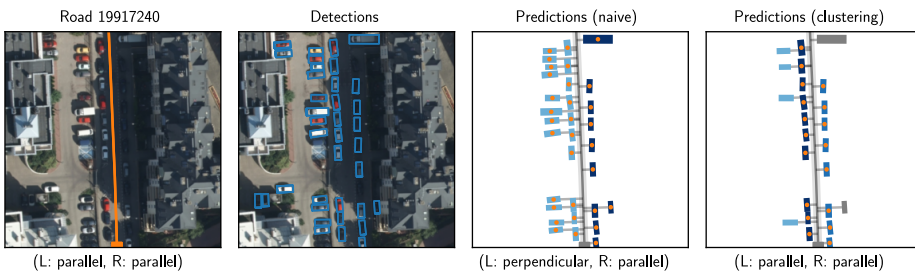 Road 19917240
Detections
Predictions (naive)
Predictions (clustering)
(L: parallel, R: parallel)
(L: perpendicular, R: parallel)
(L: parallel, R: parallel)